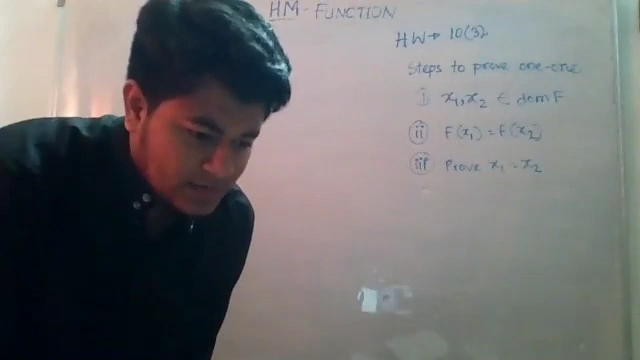 HM - FUNCTION
HW → 10(3)
Steps to prove one-one
i) x₁, x₂ ∈ dom F
ii) F(x₁) = f(x₂)
iii) Prove x₁ = x₂